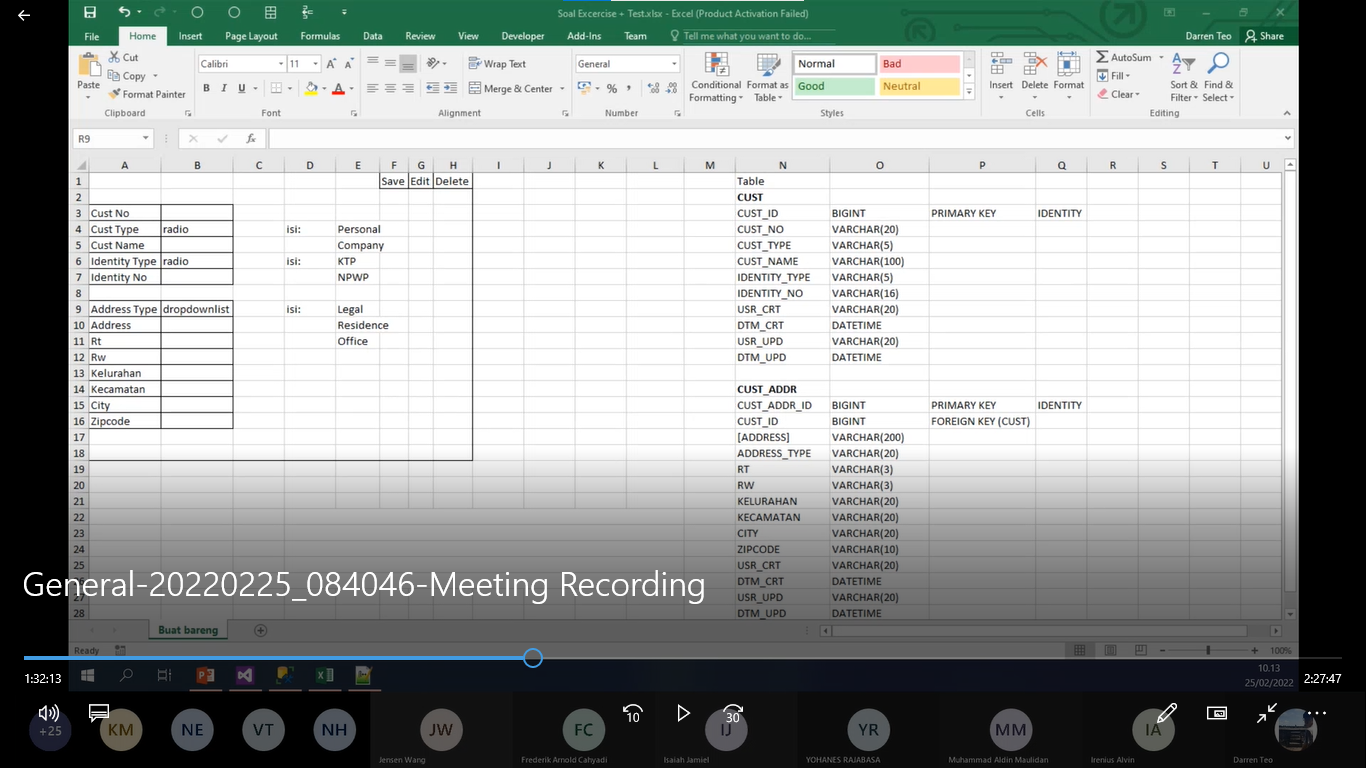 Soal Excercise + Test.xlsx - Excel (Product Activation Failed)
File Home Insert Page Layout Formulas Data Review View Developer Add-Ins Team Tell me what you want to do... Darren Teo Share
Paste
Cut
Copy
Format Painter
Calibri 11
B I U
Wrap Text
Merge & Center
General
Conditional Formatting
Format as Table
Normal Bad
Good Neutral
Insert Delete Format
AutoSum
Fill
Clear
Sort & Filter
Find & Select
Clipboard Font Alignment Number Styles Cells Editing
R9 fx
A B C D E F G H I J K L M N O P Q R S T U
1 Save Edit Delete Table
2 CUST
3 Cust No CUST_ID BIGINT PRIMARY KEY IDENTITY
4 Cust Type radio isi: Personal CUST_NO VARCHAR(20)
5 Cust Name Company CUST_TYPE VARCHAR(5)
6 Identity Type radio isi: KTP CUST_NAME VARCHAR(100)
7 Identity No NPWP IDENTITY_TYPE VARCHAR(5)
8 IDENTITY_NO VARCHAR(16)
9 Address Type dropdownlist isi: Legal USR_CRT VARCHAR(20)
10 Address Residence DTM_CRT DATETIME
11 Rt Office USR_UPD VARCHAR(20)
12 Rw DTM_UPD DATETIME
13 Kelurahan
14 Kecamatan CUST_ADDR
15 City CUST_ADDR_ID BIGINT PRIMARY KEY IDENTITY
16 Zipcode CUST_ID BIGINT FOREIGN KEY (CUST)
17 [ADDRESS] VARCHAR(200)
18 ADDRESS_TYPE VARCHAR(20)
19 RT VARCHAR(3)
20 RW VARCHAR(3)
21 KELURAHAN VARCHAR(20)
22 KECAMATAN VARCHAR(20)
23 CITY VARCHAR(20)
24 ZIPCODE VARCHAR(10)
25 USR_CRT VARCHAR(20)
DTM_CRT DATETIME
27 USR_UPD VARCHAR(20)
28 DTM_UPD DATETIME
General-20220225_084046-Meeting Recording
Buat bareng
Ready 100%
1:32:13 2:27:47
10.13
25/02/2022
+25 KM NE VT NH JW FC IJ YR MM IA
10 30
Jensen Wang Frederik Arnold Cahyadi Isaiah Jamiel YOHANES RAJABASA Muhammad Aldin Maulidan Irenius Alvin Darren Teo